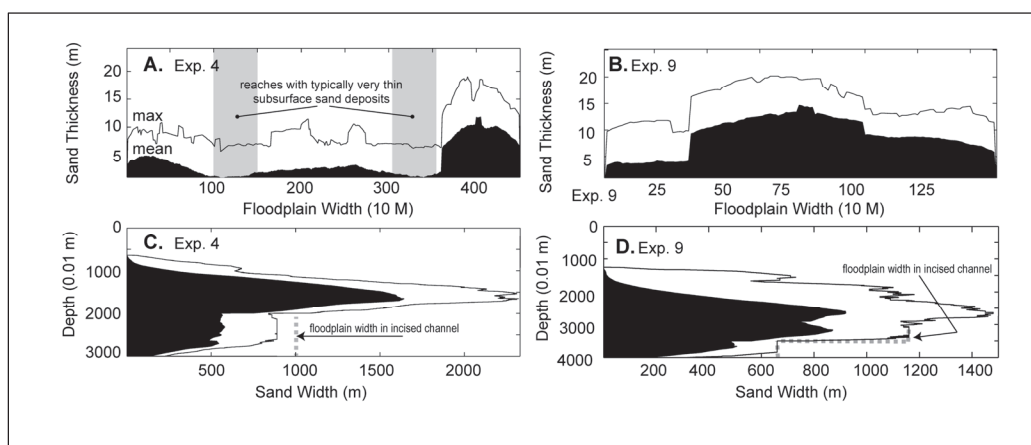 A. Exp. 4
reaches with typically very thin
subsurface sand deposits
max
mean
Sand Thickness (m)
20
15
10
5
100
200
300
400
Floodplain Width (10 M)
B. Exp. 9
Sand Thickness (m)
20
15
10
5
Exp. 9
25
50
75
100
125
Floodplain Width (10 M)
C. Exp. 4
Depth (0.01 m)
0
1000
2000
3000
floodplain width in incised channel
500
1000
1500
2000
Sand Width (m)
D. Exp. 9
floodplain width in incised channel
Depth (0.01 m)
0
1000
2000
3000
4000
200
400
600
800
1000
1200
1400
Sand Width (m)